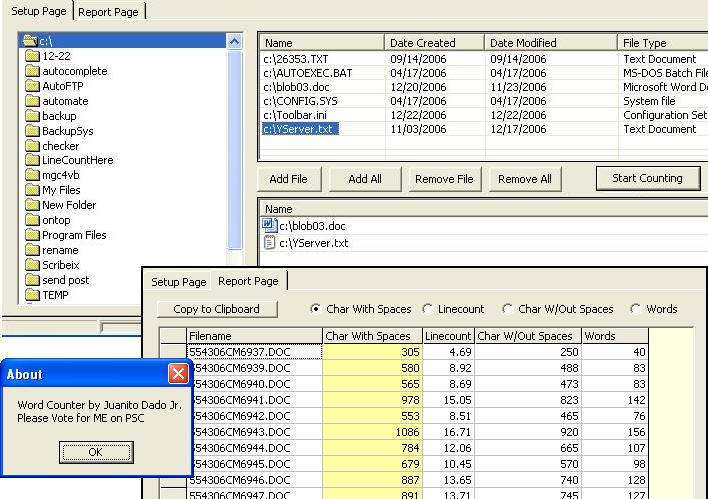 Setup Page Report Page
c:\
12-22
autocomplete
AutoFTP
automate
backup
BackupSys
checker
LineCountHere
mgc4vb
My Files
New Folder
ontop
Program Files
rename
Scribeix
send post
TEMP
Name Date Created Date Modified File Type
c:\26353.TXT 09/14/2006 09/14/2006 Text Document
c:\AUTOEXEC.BAT 04/17/2006 04/17/2006 MS-DOS Batch File
c:\blob03.doc 12/20/2006 11/23/2006 Microsoft Word D
c:\CONFIG.SYS 04/17/2006 04/17/2006 System file
c:\Toolbar.ini 12/22/2006 12/22/2006 Configuration Set
c:\YServer.txt 11/03/2006 12/17/2006 Text Document
Add File Add All Remove File Remove All Start Counting
Name
c:\blob03.doc
c:\YServer.txt
Setup Page Report Page
Copy to Clipboard Char With Spaces Linecount Char W/Out Spaces Words
Filename Char With Spaces Linecount Char W/Out Spaces Words
554306CM6937.DOC 305 4.69 250 40
554306CM6939.DOC 580 8.92 488 83
554306CM6940.DOC 565 8.69 473 83
554306CM6941.DOC 978 15.05 823 142
554306CM6942.DOC 553 8.51 465 76
554306CM6943.DOC 1086 16.71 920 156
554306CM6944.DOC 784 12.06 665 107
554306CM6945.DOC 679 10.45 570 98
554306CM6946.DOC 887 13.65 740 128
554306CM6947.DOC 891 13.71 745 127
About
Word Counter by Juanito Dado Jr.
Please Vote for ME on PSC
OK